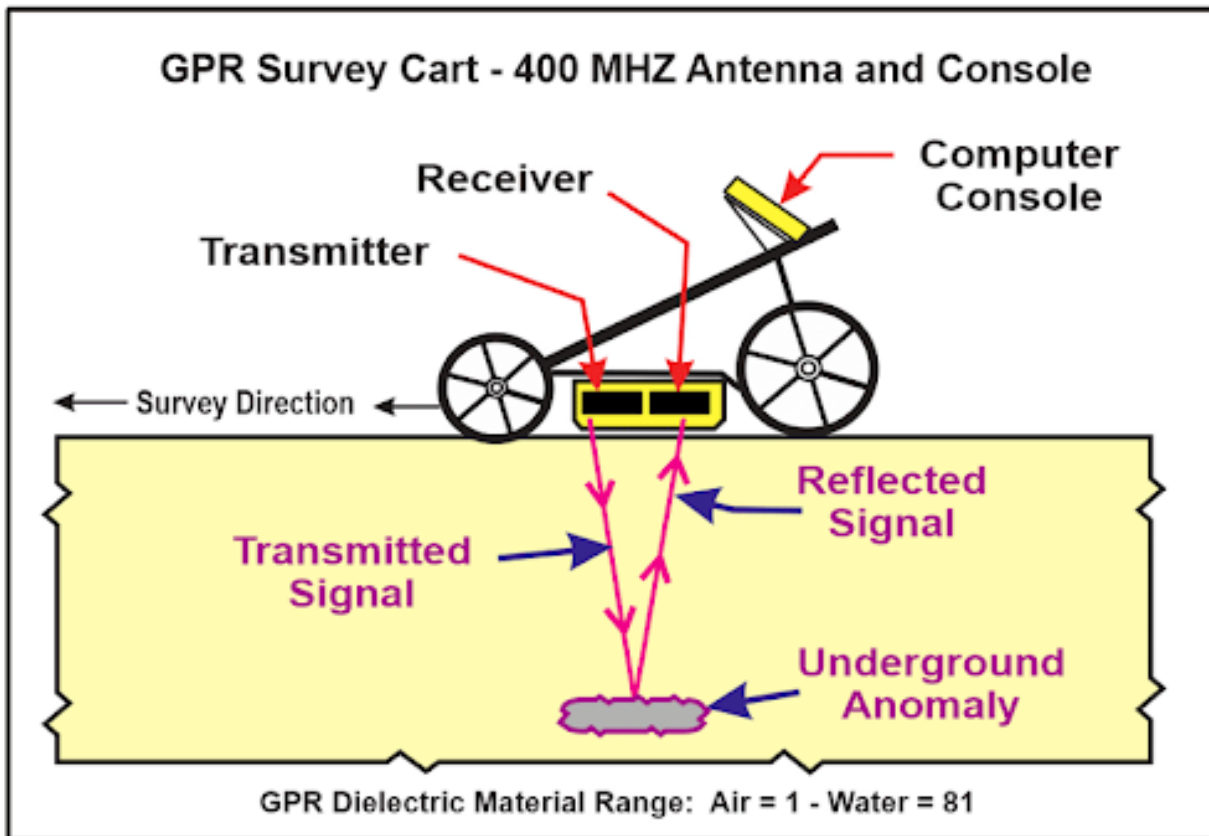 GPR Survey Cart - 400 MHZ Antenna and Console
Computer
Console
Receiver
Transmitter
Survey Direction
Reflected
Signal
Transmitted
Signal
Underground
Anomaly
GPR Dielectric Material Range: Air = 1 - Water = 81